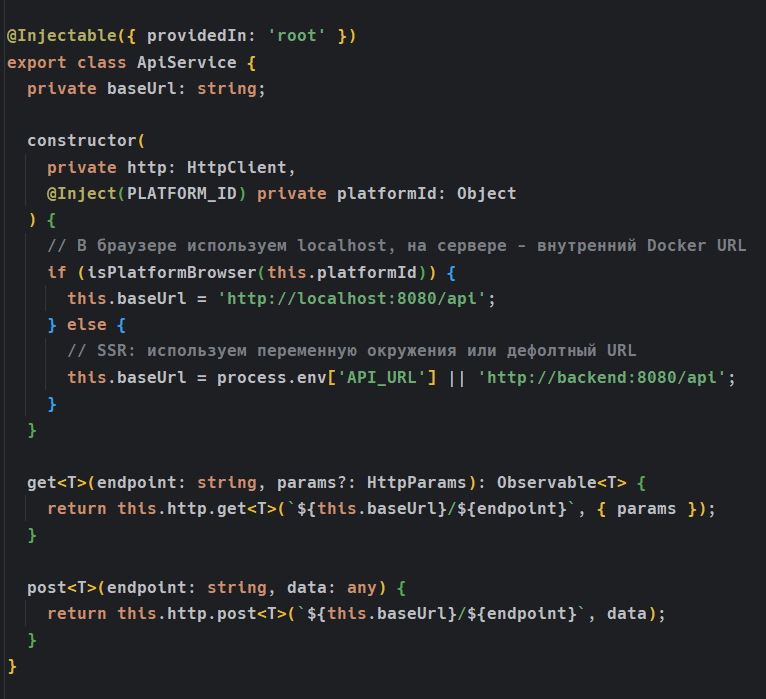 @Injectable({ providedIn: 'root' })
export class ApiService {
  private baseUrl: string;

  constructor(
    private http: HttpClient,
    @Inject(PLATFORM_ID) private platformId: Object
  ) {
    // В браузере используем localhost, на сервере - внутренний Docker URL
    if (isPlatformBrowser(this.platformId)) {
      this.baseUrl = 'http://localhost:8080/api';
    } else {
      // SSR: используем переменную окружения или дефолтный URL
      this.baseUrl = process.env['API_URL'] || 'http://backend:8080/api';
    }
  }

  get<T>(endpoint: string, params?: HttpParams): Observable<T> {
    return this.http.get<T>(`${this.baseUrl}/${endpoint}`, { params });
  }

  post<T>(endpoint: string, data: any) {
    return this.http.post<T>(`${this.baseUrl}/${endpoint}`, data);
  }
}